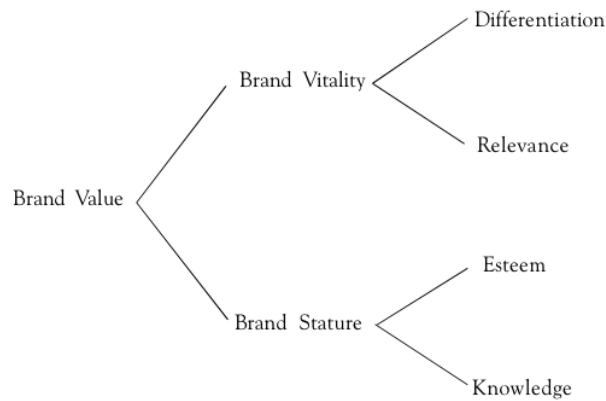 Differentiation
Brand Vitality
Relevance
Brand Value
Esteem
Brand Stature
Knowledge